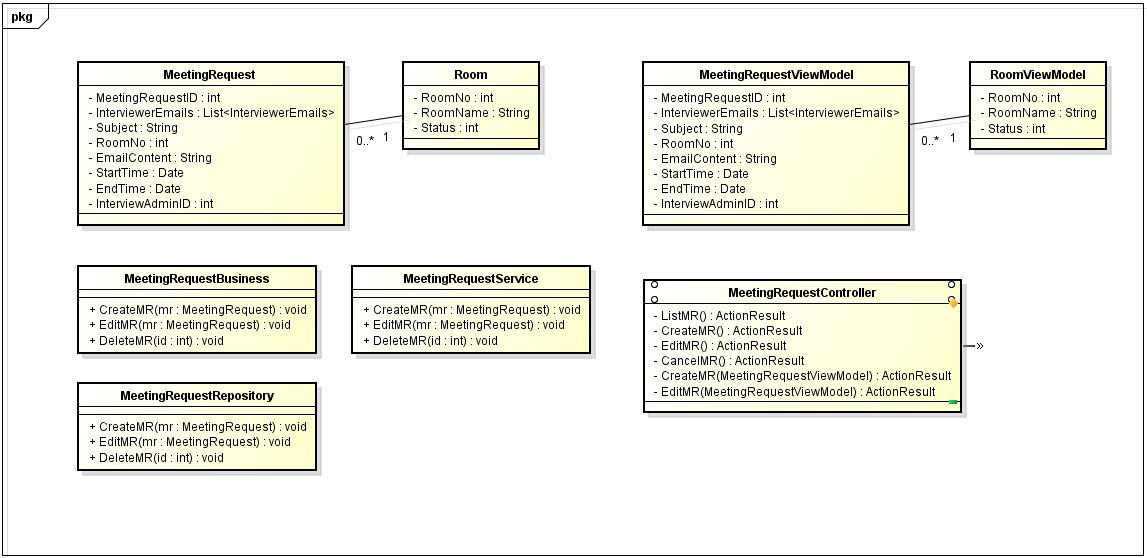 pkg
MeetingRequest
- MeetingRequestID : int
- InterviewerEmails : List<InterviewerEmails>
- Subject : String
- RoomNo : int
- EmailContent : String
- StartTime : Date
- EndTime : Date
- InterviewAdminID : int
0..* 1
Room
- RoomNo : int
- RoomName : String
- Status : int
MeetingRequestViewModel
- MeetingRequestID : int
- InterviewerEmails : List<InterviewerEmails>
- Subject : String
- RoomNo : int
- EmailContent : String
- StartTime : Date
- EndTime : Date
- InterviewAdminID : int
0..* 1
RoomViewModel
- RoomNo : int
- RoomName : String
- Status : int
MeetingRequestBusiness
+ CreateMR(mr : MeetingRequest) : void
+ EditMR(mr : MeetingRequest) : void
+ DeleteMR(id : int) : void
MeetingRequestService
+ CreateMR(mr : MeetingRequest) : void
+ EditMR(mr : MeetingRequest) : void
+ DeleteMR(id : int) : void
MeetingRequestController
- ListMR() : ActionResult
- CreateMR() : ActionResult
- EditMR() : ActionResult
- CancelMR() : ActionResult
- CreateMR(MeetingRequestViewModel) : ActionResult
- EditMR(MeetingRequestViewModel) : ActionResult
MeetingRequestRepository
+ CreateMR(mr : MeetingRequest) : void
+ EditMR(mr : MeetingRequest) : void
+ DeleteMR(id : int) : void